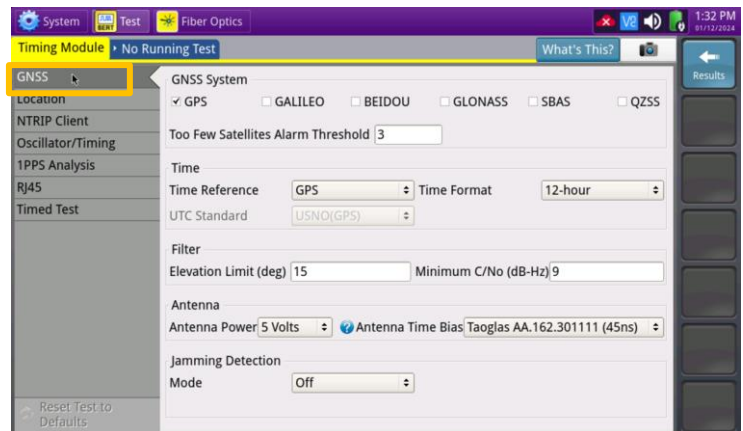 System Test Fiber Optics 1:32 PM
01/12/2024
Timing Module No Running Test What's This?
Results
GNSS
Location
NTRIP Client
Oscillator/Timing
1PPS Analysis
RJ45
Timed Test
Reset Test to
Defaults
GNSS System
GPS GALILEO BEIDOU GLONASS SBAS QZSS
Too Few Satellites Alarm Threshold 3
Time
Time Reference GPS Time Format 12-hour
UTC Standard USNO(GPS)
Filter
Elevation Limit (deg) 15 Minimum C/No (dB-Hz) 9
Antenna
Antenna Power 5 Volts Antenna Time Bias Taoglas AA.162.301111 (45ns)
Jamming Detection
Mode Off